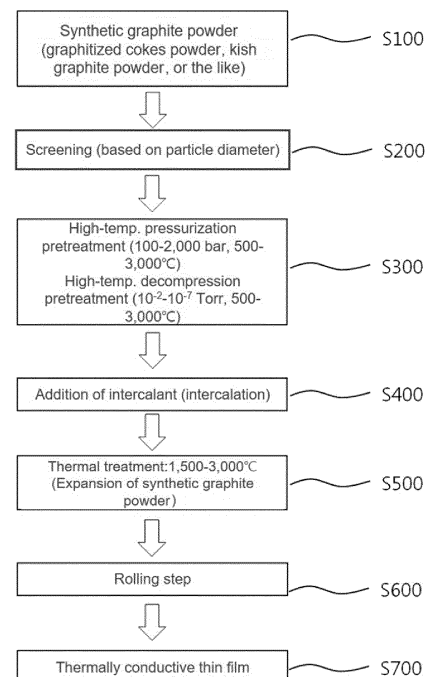 Synthetic graphite powder
(graphitized cokes powder, kish
graphite powder, or the like)
S100
Screening (based on particle diameter)
S200
High-temp. pressurization
pretreatment (100-2,000 bar, 500-
3,000℃)
High-temp. decompression
pretreatment (10⁻²-10⁻⁷ Torr, 500-
3,000℃)
S300
Addition of intercalant (intercalation)
S400
Thermal treatment:1,500-3,000℃
(Expansion of synthetic graphite
powder)
S500
Rolling step
S600
Thermally conductive thin film
S700